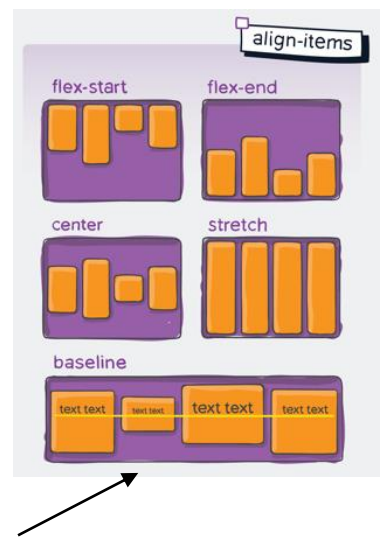 align-items
flex-start
flex-end
center
stretch
baseline
text text
text text
text text
text text